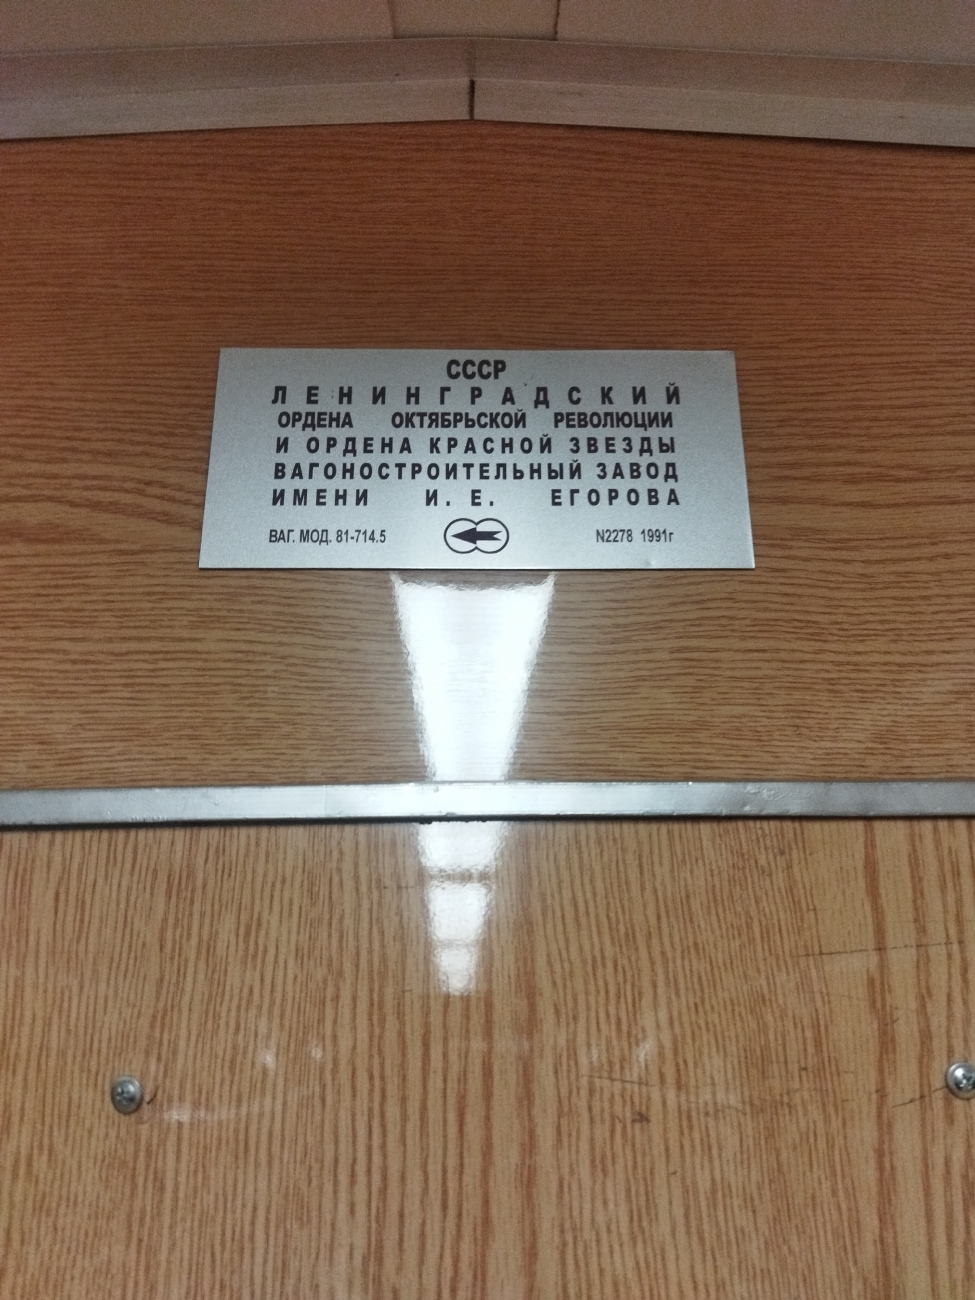 СССР
ЛЕНИНГРАДСКИЙ
ОРДЕНА ОКТЯБРЬСКОЙ РЕВОЛЮЦИИ
И ОРДЕНА КРАСНОЙ ЗВЕЗДЫ
ВАГОНОСТРОИТЕЛЬНЫЙ ЗАВОД
ИМЕНИ И. Е. ЕГОРОВА
ВАГ. МОД. 81-714.5 N2278 1991г